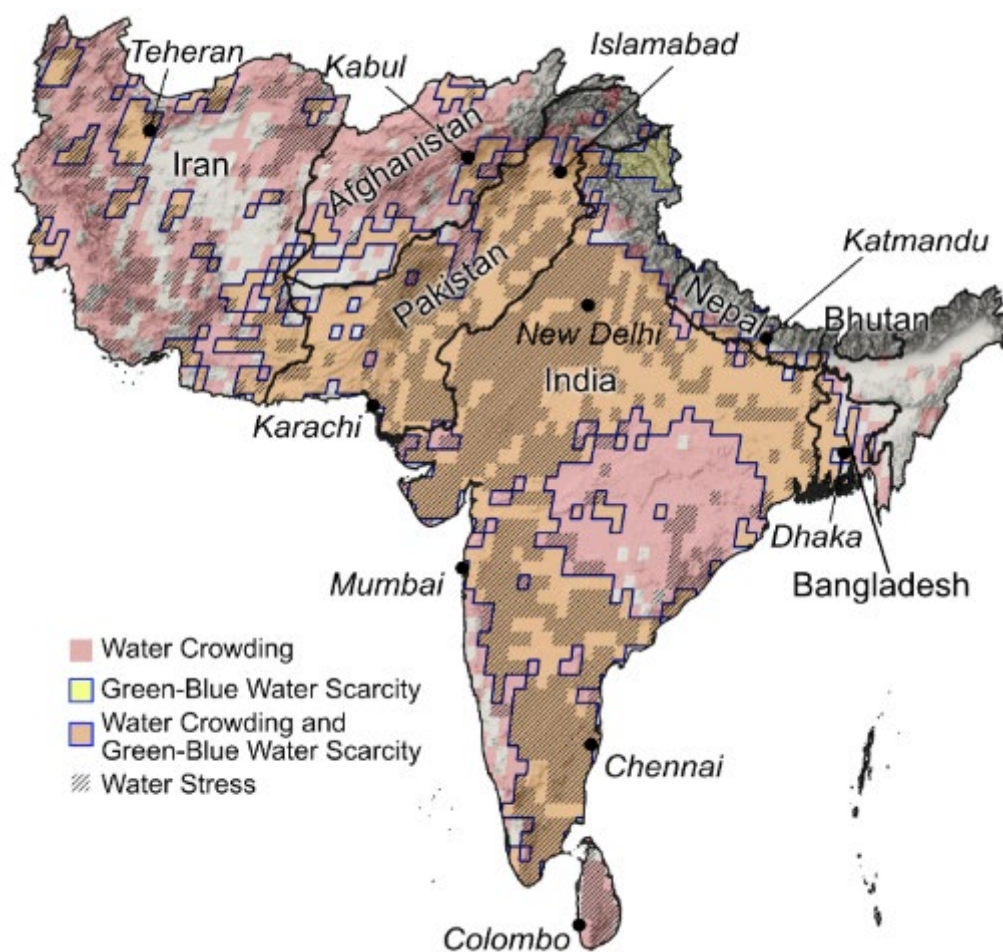 Islamabad
Teheran
Kabul
Iran
Afghanistan
Pakistan
Katmandu
Nepal
Bhutan
New Delhi
India
Karachi
Dhaka
Mumbai
Bangladesh
Water Crowding
Green-Blue Water Scarcity
Water Crowding and
Green-Blue Water Scarcity
Water Stress
Chennai
Colombo